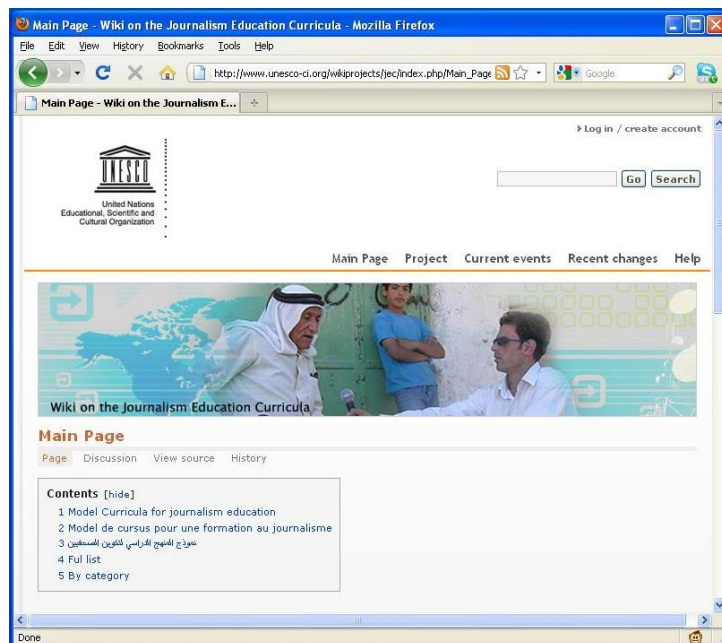 Main Page - Wiki on the Journalism Education Curricula - Mozilla Firefox
File Edit View History Bookmarks Tools Help
http://www.unesco-ci.org/wikiprojects/jec/index.php/Main_Page Google
Main Page - Wiki on the Journalism E...
Log in / create account
UNESCO
United Nations
Educational, Scientific and
Cultural Organization
Go Search
Main Page Project Current events Recent changes Help
Wiki on the Journalism Education Curricula
Main Page
Page Discussion View source History
Contents [hide]
1 Model Curricula for journalism education
2 Model de cursus pour une formation au journalisme
3 نموذج المنهج الدراسي لتكوين الصحفيين
4 Ful list
5 By category
Done